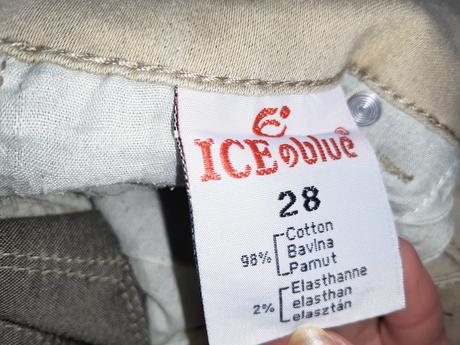 ICE blue
28
98% Cotton
Bavlna
Pamut
2% Elasthanne
elasthan
elasztán